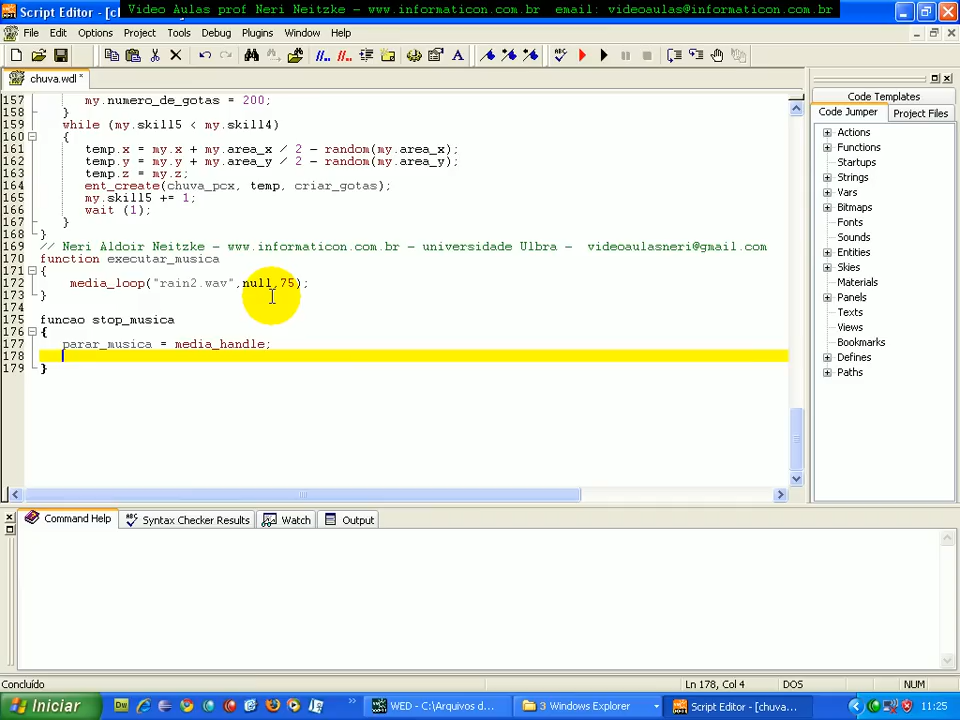 Script Editor - [ch
Video Aulas prof Neri Neitzke - www.informaticon.com.br email: videoaulas@informaticon.com.br
File Edit Options Project Tools Debug Plugins Window Help
chuva.wdl *
157 my.numero_de_gotas = 200;
158 }
159 while (my.skill5 < my.skill4)
160 {
161 temp.x = my.x + my.area_x / 2 - random(my.area_x);
162 temp.y = my.y + my.area_y / 2 - random(my.area_y);
163 temp.z = my.z;
164 ent_create(chuva_pcx, temp, criar_gotas);
165 my.skill5 += 1;
166 wait (1);
167 }
168 }
169 // Neri Aldoir Neitzke - www.informaticon.com.br - universidade Ulbra - videoaulasneri@gmail.com
170 function executar_musica
171 {
172 media_loop("rain2.wav",null,75);
173 }
174
175 funcao stop_musica
176 {
177 parar_musica = media_handle;
178
179 }
Code Templates
Code Jumper Project Files
Actions
Functions
Startups
Strings
Vars
Bitmaps
Fonts
Sounds
Entities
Skies
Materials
Panels
Texts
Views
Bookmarks
Defines
Paths
Command Help Syntax Checker Results Watch Output
Concluído Ln 178, Col 4 DOS NUM
Iniciar WED - C:\Arquivos d... 3 Windows Explorer Script Editor - [chuva... 11:25